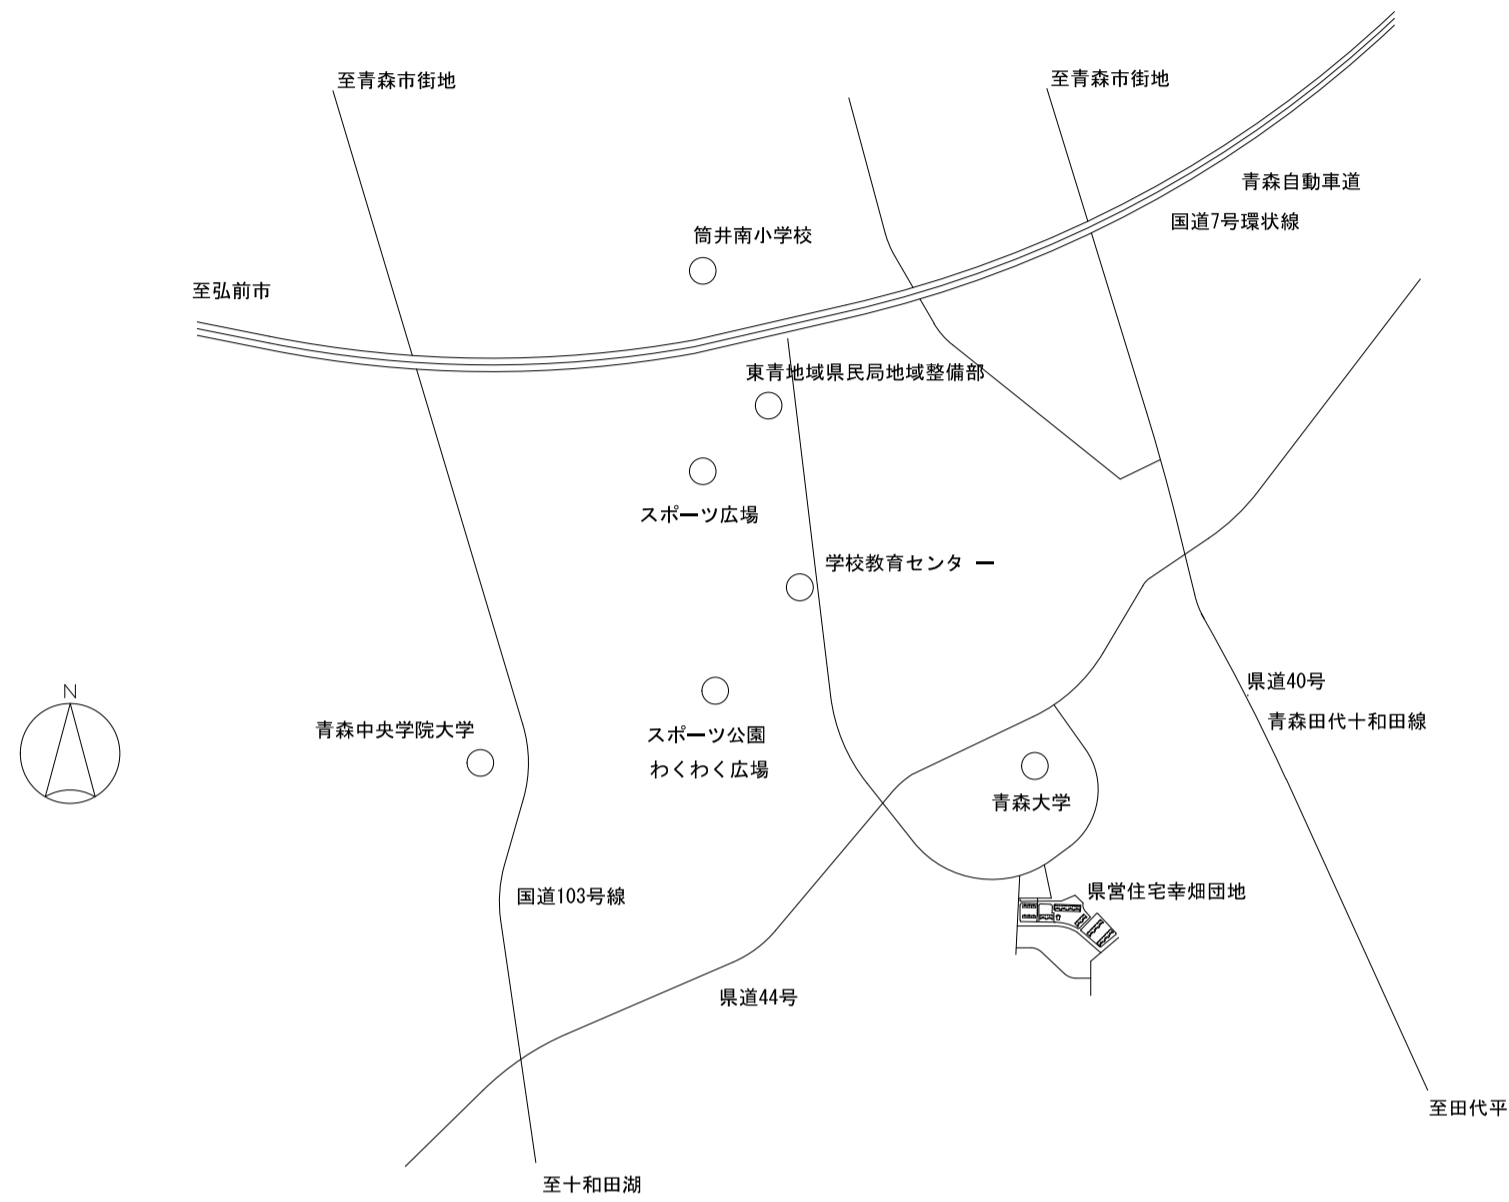 至青森市街地
至青森市街地
青森自動車道
国道7号環状線
筒井南小学校
至弘前市
東青地域県民局地域整備部
スポーツ広場
学校教育センター
県道40号
青森田代十和田線
N
青森中央学院大学
スポーツ公園
わくわく広場
青森大学
県営住宅幸畑団地
国道103号線
県道44号
至田代平
至十和田湖